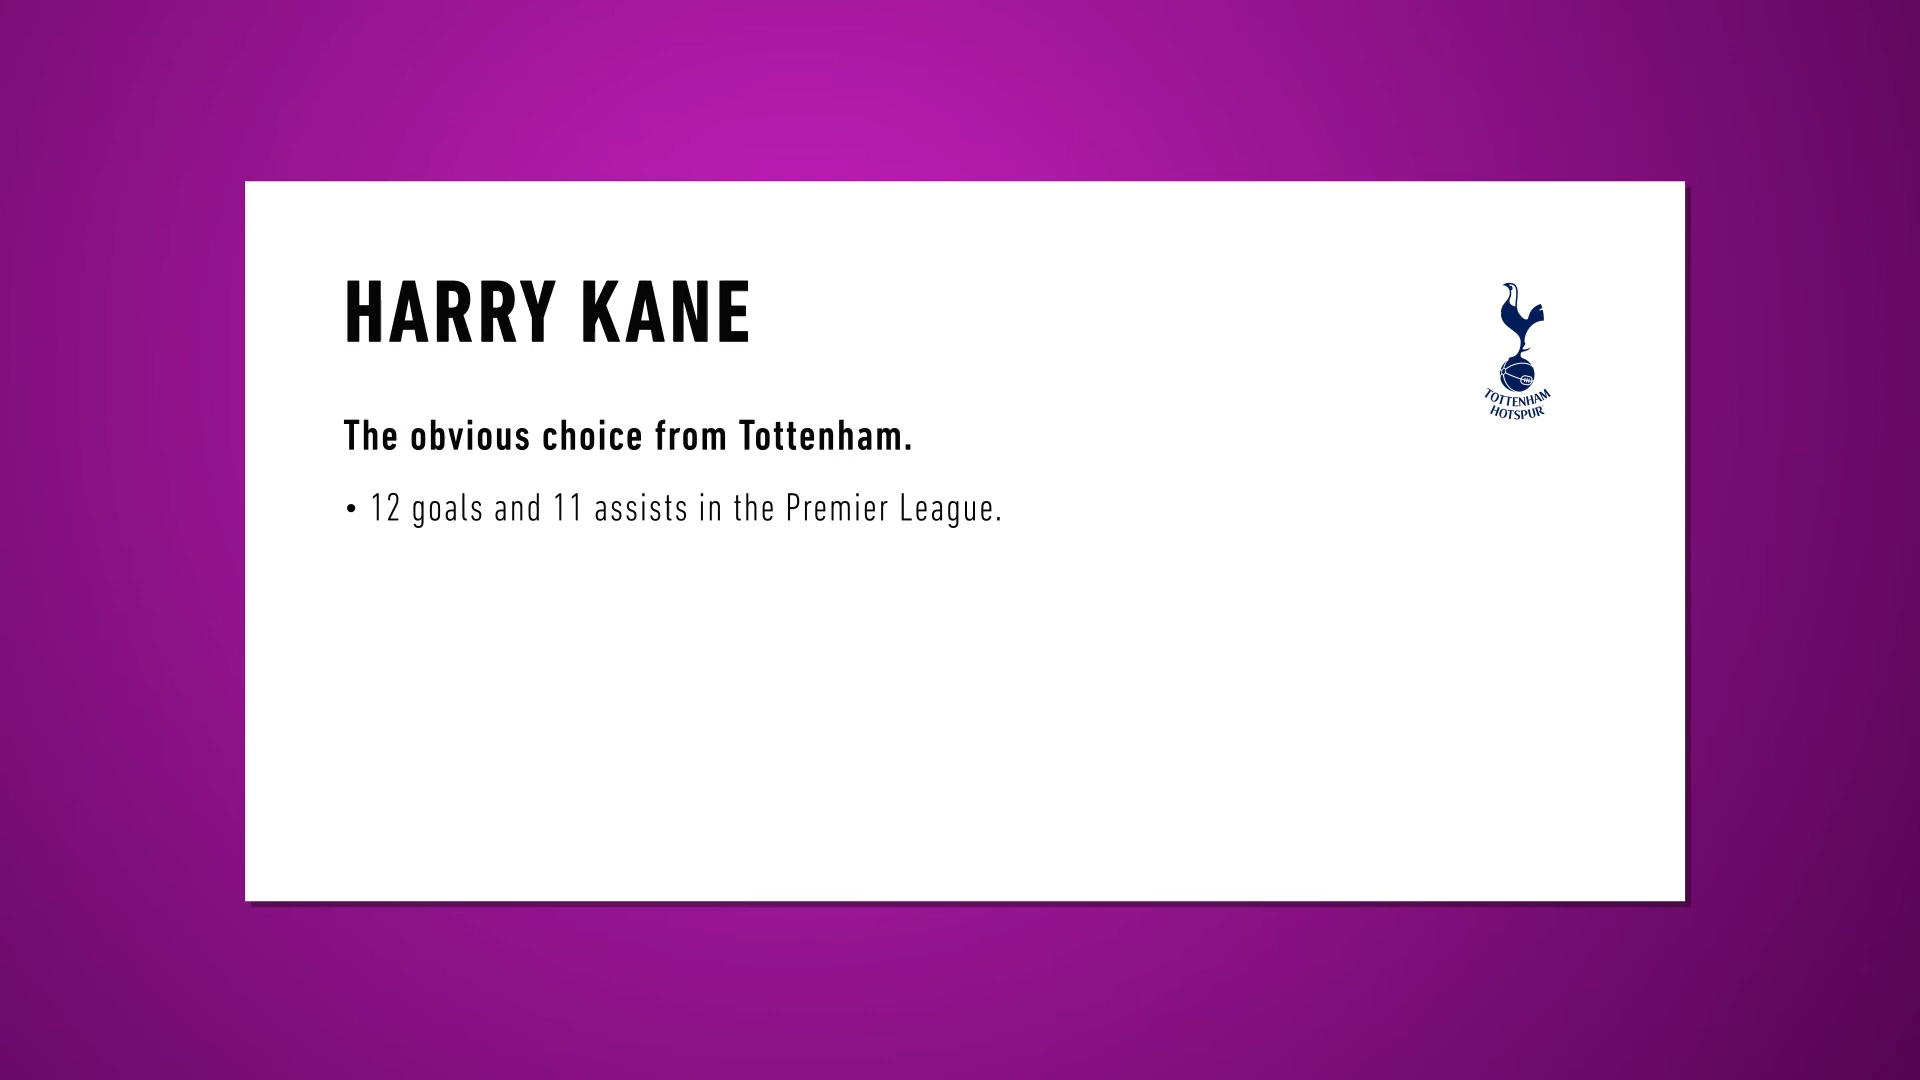 HARRY KANE
The obvious choice from Tottenham.
• 12 goals and 11 assists in the Premier League.
TOTTENHAM
HOTSPUR